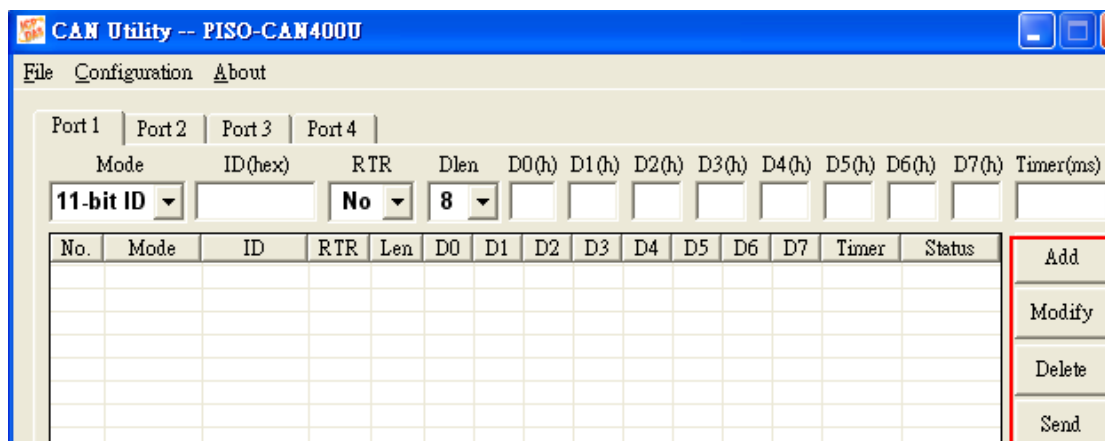 CAN Utility -- PISO-CAN400U
File Configuration About
Port 1 Port 2 Port 3 Port 4
Mode ID(hex) RTR Dlen D0(h) D1(h) D2(h) D3(h) D4(h) D5(h) D6(h) D7(h) Timer(ms)
11-bit ID No 8
No. Mode ID RTR Len D0 D1 D2 D3 D4 D5 D6 D7 Timer Status
Add
Modify
Delete
Send